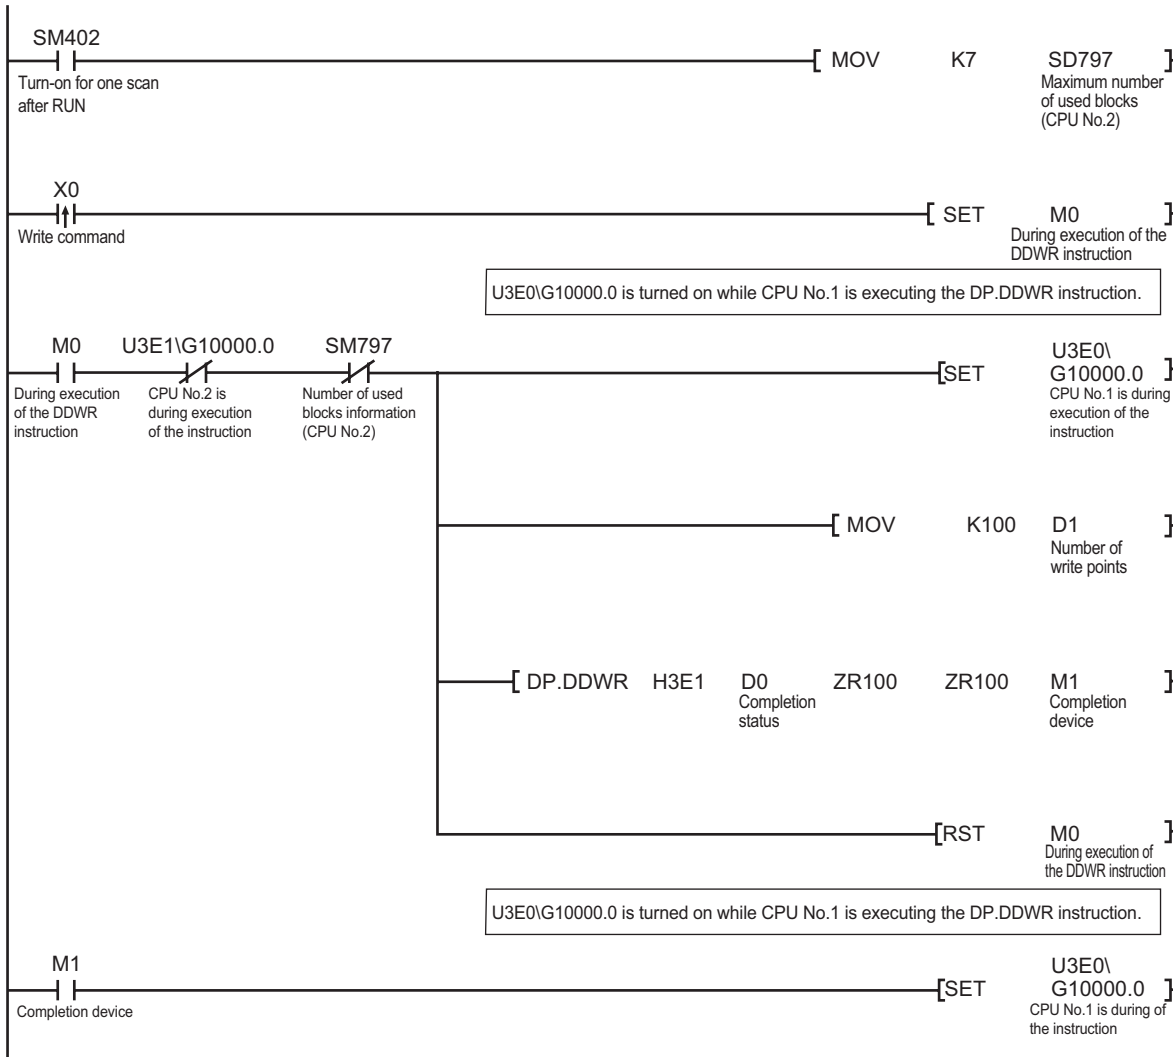 SM402
MOV K7 SD797
Turn-on for one scan
after RUN
Maximum number
of used blocks
(CPU No.2)
X0
SET M0
Write command
During execution of the
DDWR instruction
U3E0\G10000.0 is turned on while CPU No.1 is executing the DP.DDWR instruction.
M0 U3E1\G10000.0 SM797
SET U3E0\
G10000.0
During execution
of the DDWR
instruction
CPU No.2 is
during execution
of the instruction
Number of used
blocks information
(CPU No.2)
CPU No.1 is during
execution of the
instruction
MOV K100 D1
Number of
write points
DP.DDWR H3E1 D0 ZR100 ZR100 M1
Completion
status
Completion
device
RST M0
During execution of
the DDWR instruction
U3E0\G10000.0 is turned on while CPU No.1 is executing the DP.DDWR instruction.
M1
SET U3E0\
G10000.0
Completion device
CPU No.1 is during of
the instruction